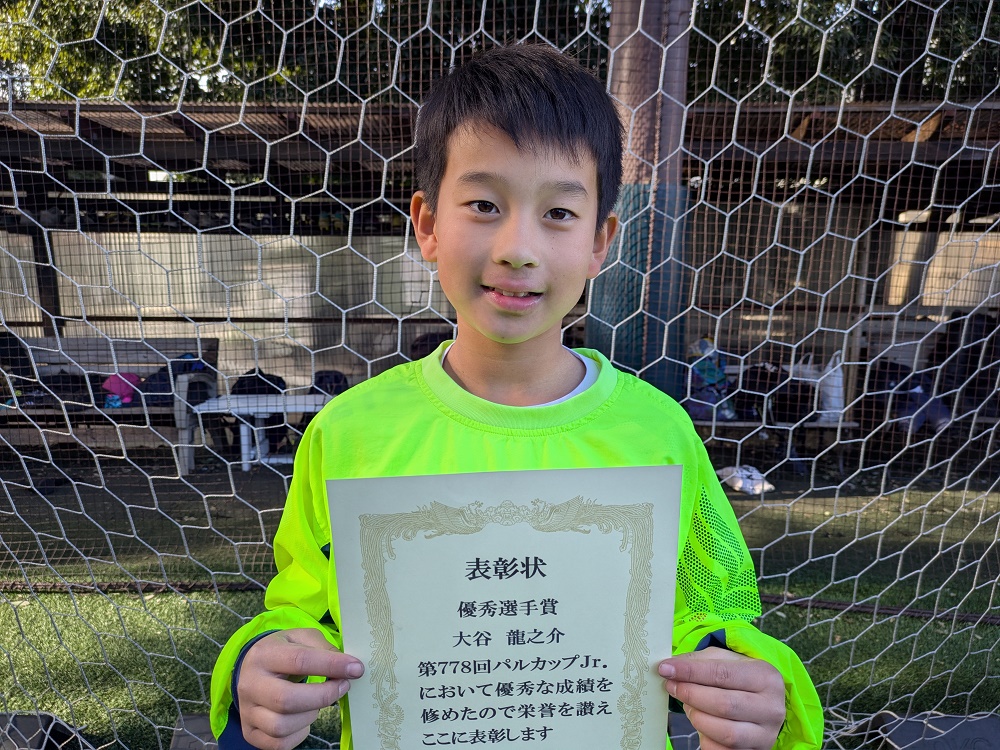 表彰状
優秀選手賞
大谷 龍之介
第778回パルカップJr.
において優秀な成績を
修めたので栄誉を讃え
ここに表彰します